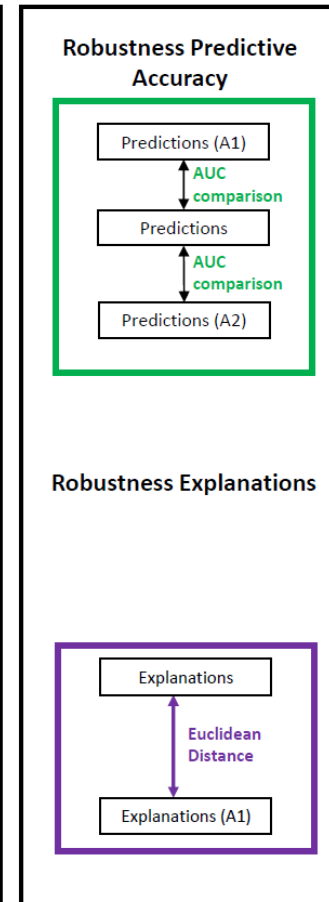 Robustness Predictive
Accuracy
Predictions (A1)
AUC
comparison
Predictions
AUC
comparison
Predictions (A2)
Robustness Explanations
Explanations
Euclidean
Distance
Explanations (A1)